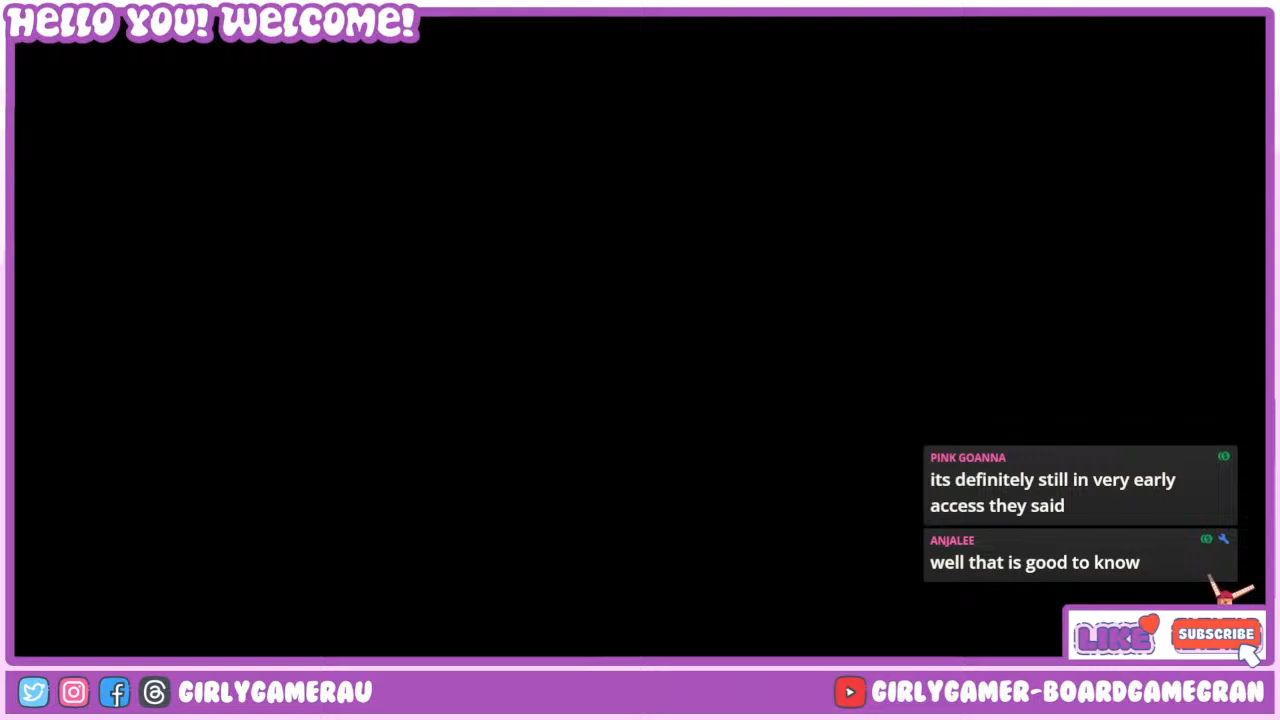 Hello you! Welcome!
PINK GOANNA
its definitely still in very early
access they said
ANJALEE
well that is good to know
LIKE
SUBSCRIBE
GIRLYGAMERAU
GIRLYGAMER-BOARDGAMEGRAN